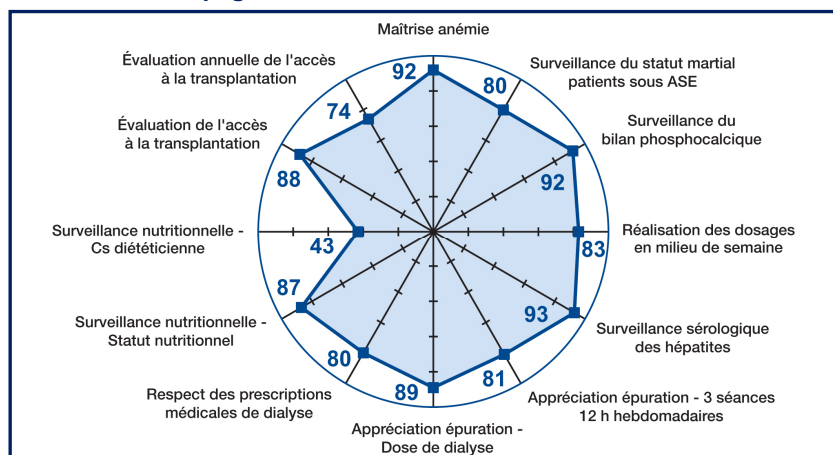 Maîtrise anémie
92
Surveillance du statut martial
patients sous ASE
80
Surveillance du
bilan phosphocalcique
92
Réalisation des dosages
en milieu de semaine
83
Surveillance sérologique
des hépatites
93
Appréciation épuration - 3 séances
12 h hebdomadaires
81
Appréciation épuration -
Dose de dialyse
89
Respect des prescriptions
médicales de dialyse
80
Surveillance nutritionnelle -
Statut nutritionnel
87
Surveillance nutritionnelle -
Cs diététicienne
43
Évaluation de l'accès
à la transplantation
88
Évaluation annuelle de l'accès
à la transplantation
74